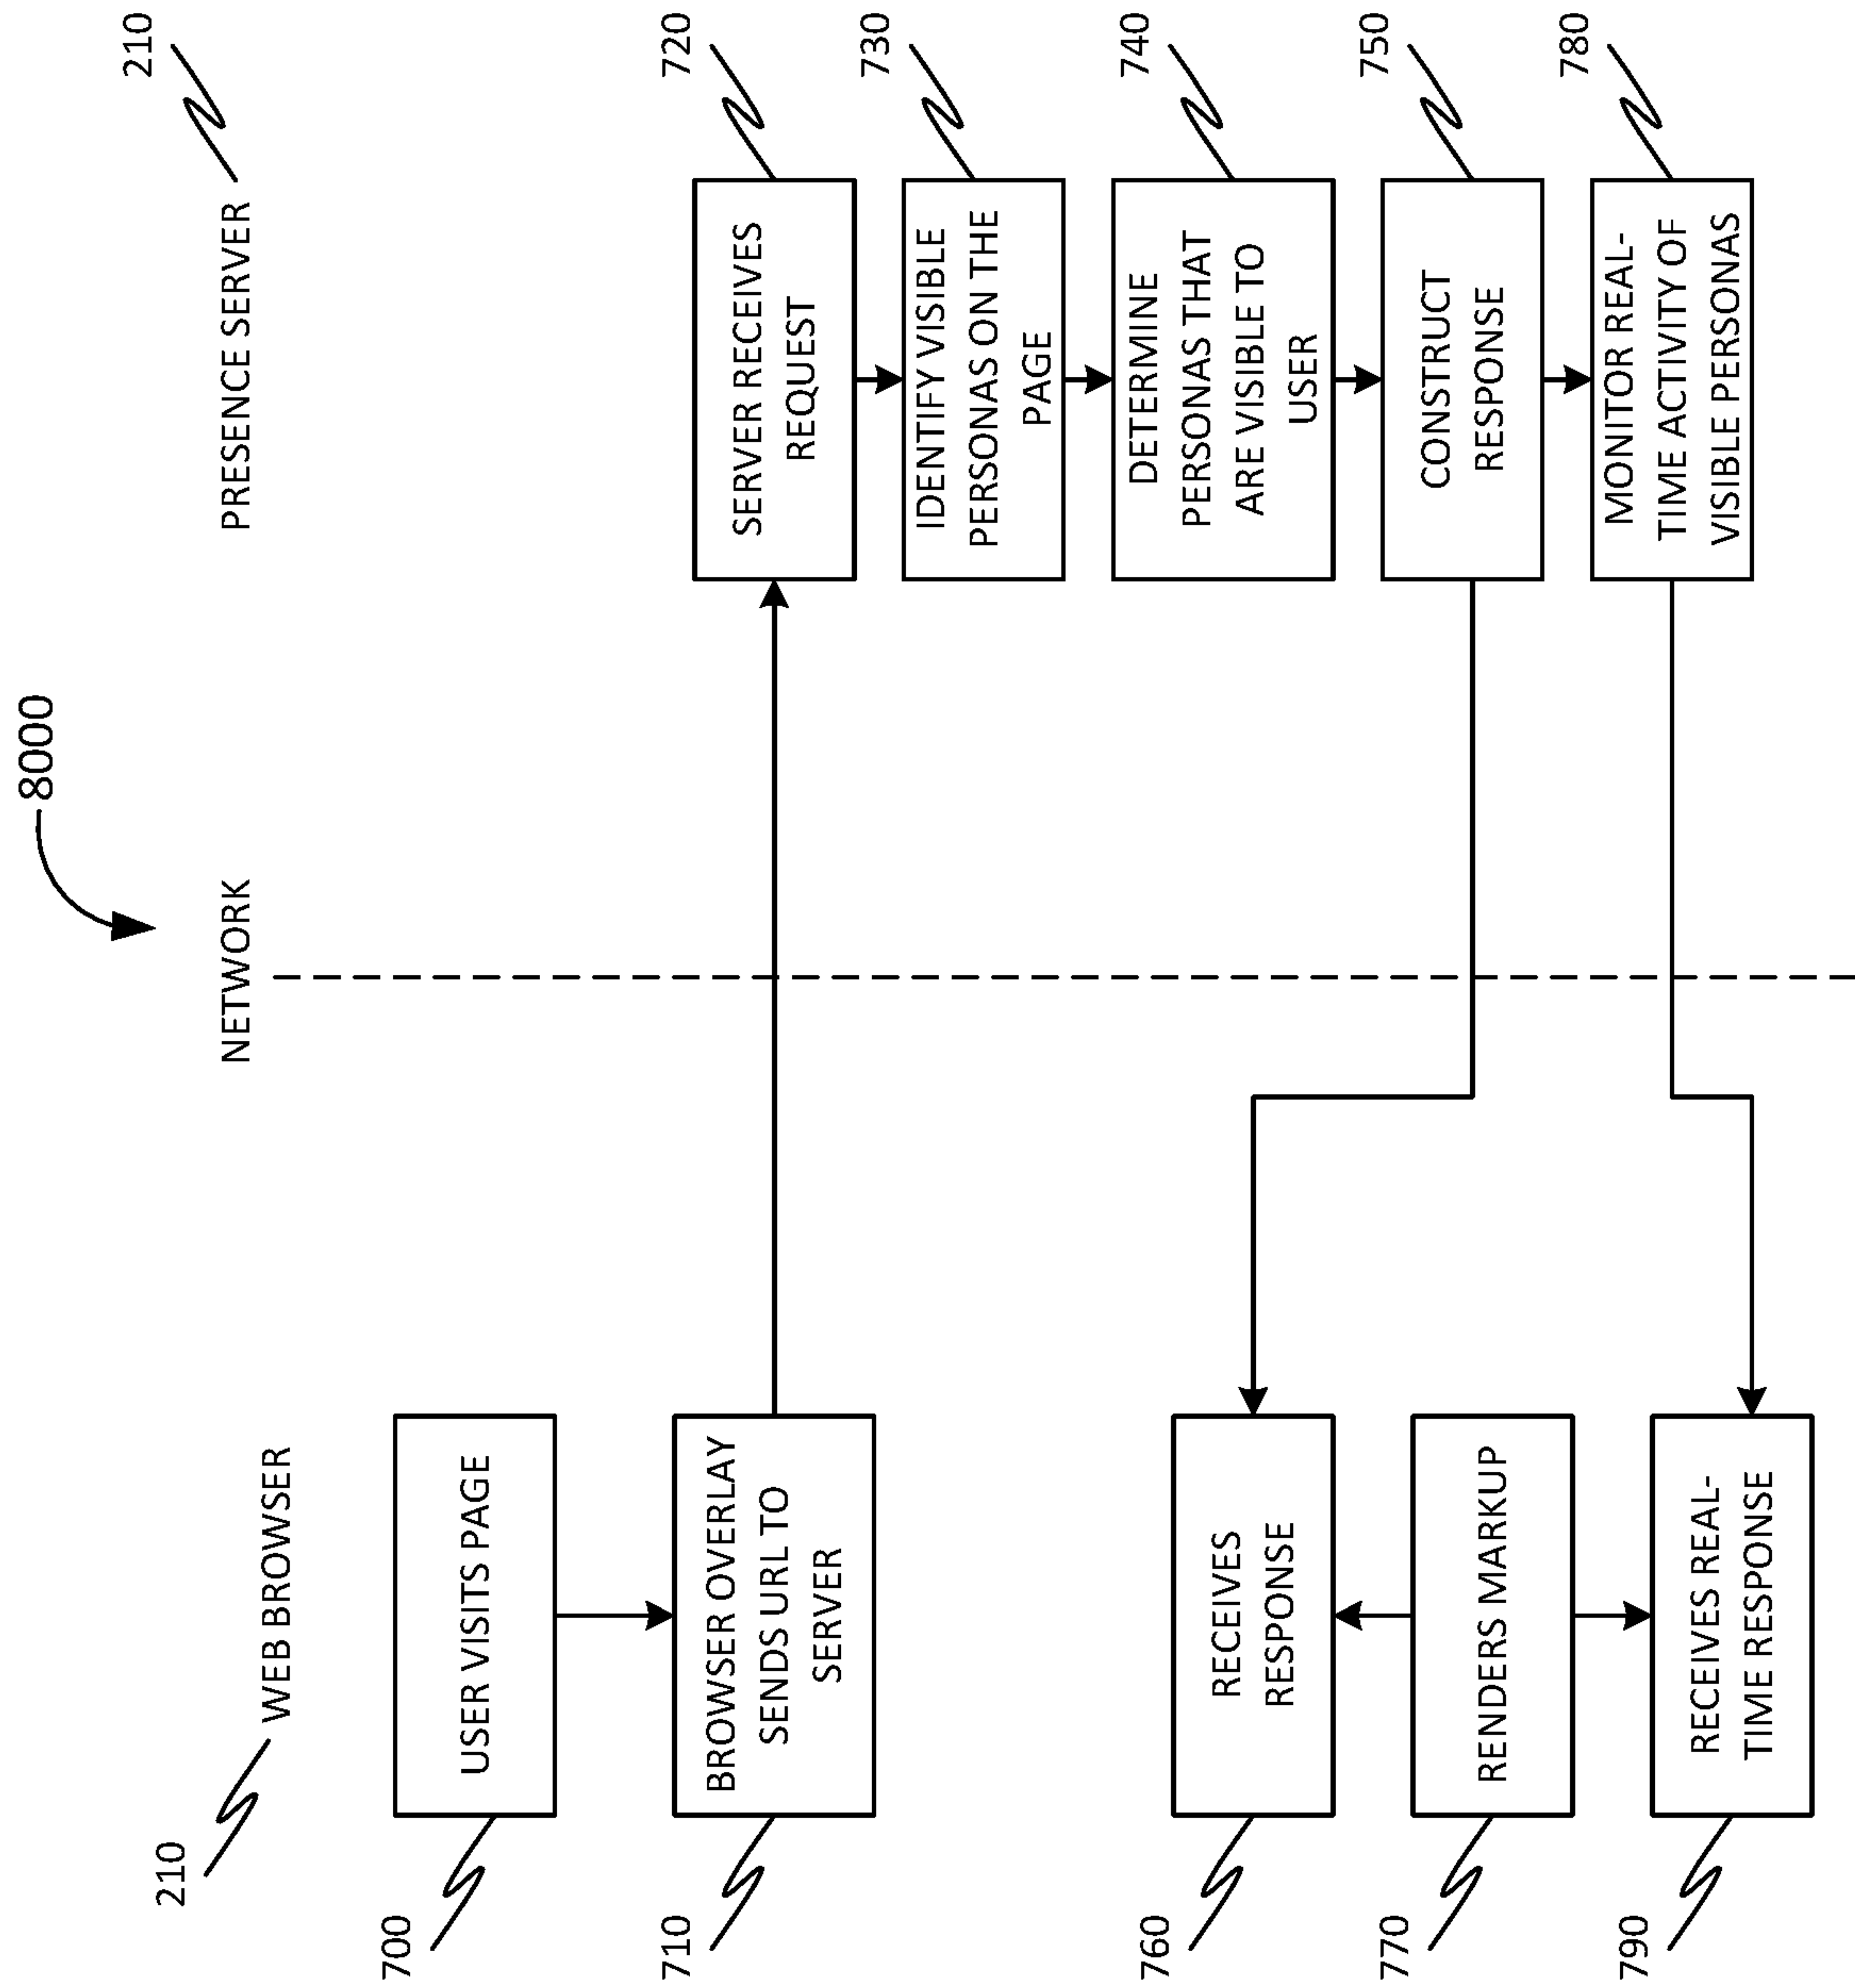 8000
210
WEB BROWSER
NETWORK
PRESENCE SERVER
210
700
USER VISITS PAGE
710
BROWSER OVERLAY
SENDS URL TO
SERVER
SERVER RECEIVES
REQUEST
720
IDENTIFY VISIBLE
PERSONAS ON THE
PAGE
730
DETERMINE
PERSONAS THAT
ARE VISIBLE TO
USER
740
CONSTRUCT
RESPONSE
750
760
RECEIVES
RESPONSE
770
RENDERS MARKUP
MONITOR REAL-
TIME ACTIVITY OF
VISIBLE PERSONAS
780
790
RECEIVES REAL-
TIME RESPONSE